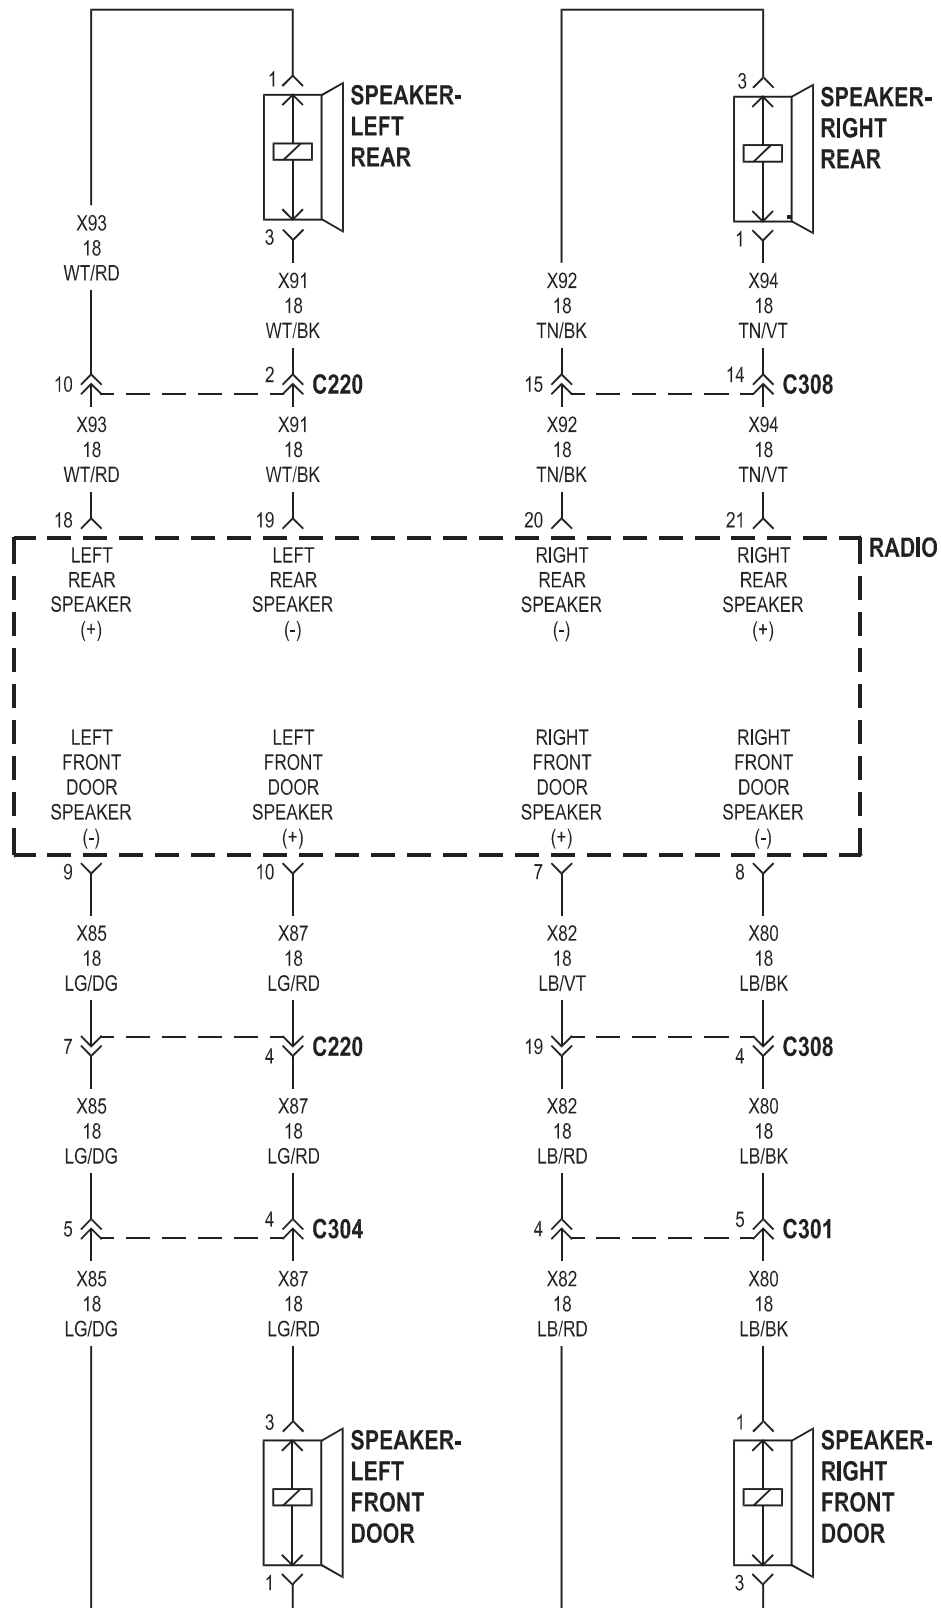 1
SPEAKER-
LEFT
REAR
3
3
SPEAKER-
RIGHT
REAR
1
X93
18
WT/RD
X91
18
WT/BK
X92
18
TN/BK
X94
18
TN/VT
10
2
C220
15
14
C308
X93
18
WT/RD
X91
18
WT/BK
X92
18
TN/BK
X94
18
TN/VT
18
19
20
21
RADIO
LEFT
REAR
SPEAKER
(+)
LEFT
REAR
SPEAKER
(-)
RIGHT
REAR
SPEAKER
(-)
RIGHT
REAR
SPEAKER
(+)
LEFT
FRONT
DOOR
SPEAKER
(-)
LEFT
FRONT
DOOR
SPEAKER
(+)
RIGHT
FRONT
DOOR
SPEAKER
(+)
RIGHT
FRONT
DOOR
SPEAKER
(-)
9
10
7
8
X85
18
LG/DG
X87
18
LG/RD
X82
18
LB/VT
X80
18
LB/BK
7
4
C220
19
4
C308
X85
18
LG/DG
X87
18
LG/RD
X82
18
LB/RD
X80
18
LB/BK
5
4
C304
4
5
C301
X85
18
LG/DG
X87
18
LG/RD
X82
18
LB/RD
X80
18
LB/BK
3
SPEAKER-
LEFT
FRONT
DOOR
1
1
SPEAKER-
RIGHT
FRONT
DOOR
3